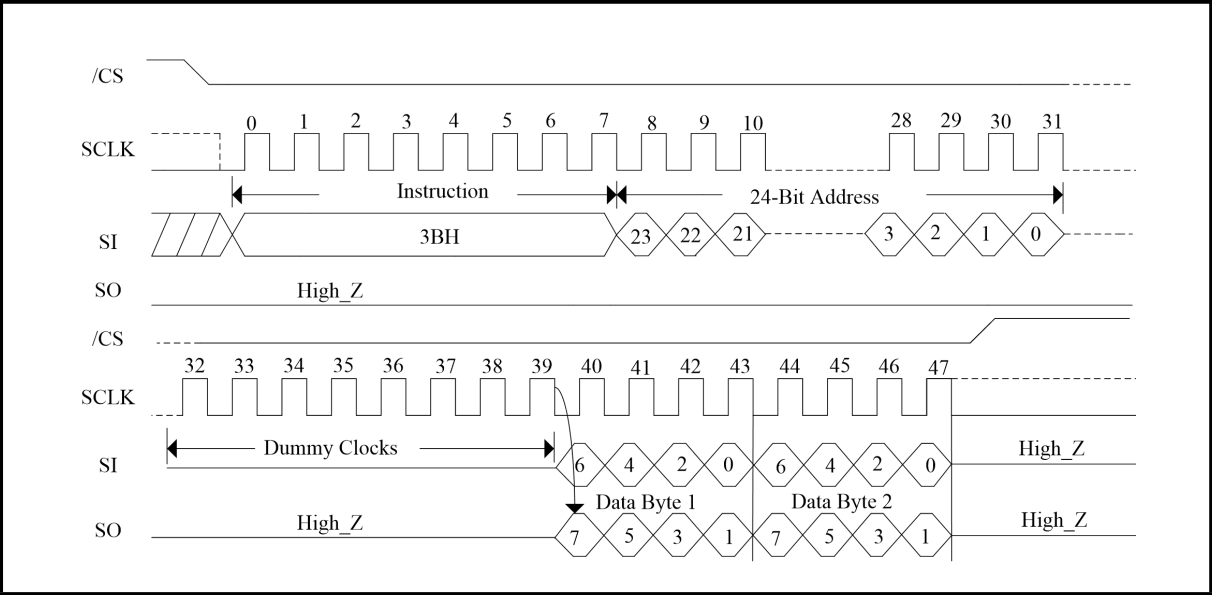 /CS
0 1 2 3 4 5 6 7 8 9 10 28 29 30 31
SCLK
Instruction 24-Bit Address
SI 3BH 23 22 21 3 2 1 0
SO High_Z
/CS
32 33 34 35 36 37 38 39 40 41 42 43 44 45 46 47
SCLK
Dummy Clocks High_Z
SI 6 4 2 0 6 4 2 0
Data Byte 1 Data Byte 2
SO High_Z 7 5 3 1 7 5 3 1 High_Z